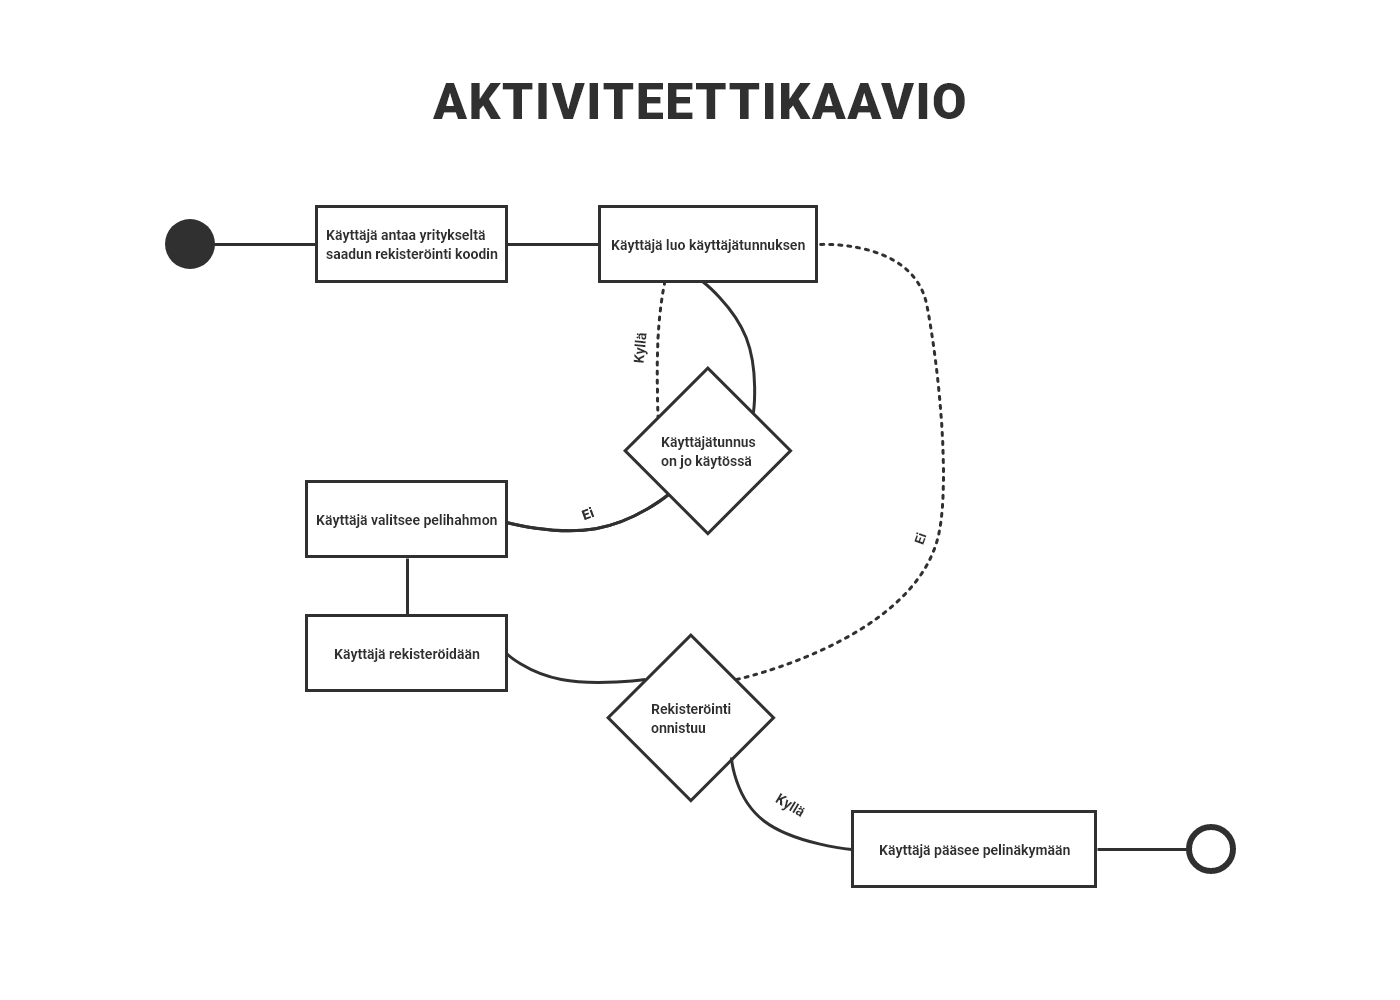 AKTIVITEETTIKAAVIO
Käyttäjä antaa yritykseltä
saadun rekisteröinti koodin
Käyttäjä luo käyttäjätunnuksen
Kyllä
Käyttäjätunnus
on jo käytössä
Ei
Käyttäjä valitsee pelihahmon
Ei
Käyttäjä rekisteröidään
Rekisteröinti
onnistuu
Kyllä
Käyttäjä pääsee pelinäkymään